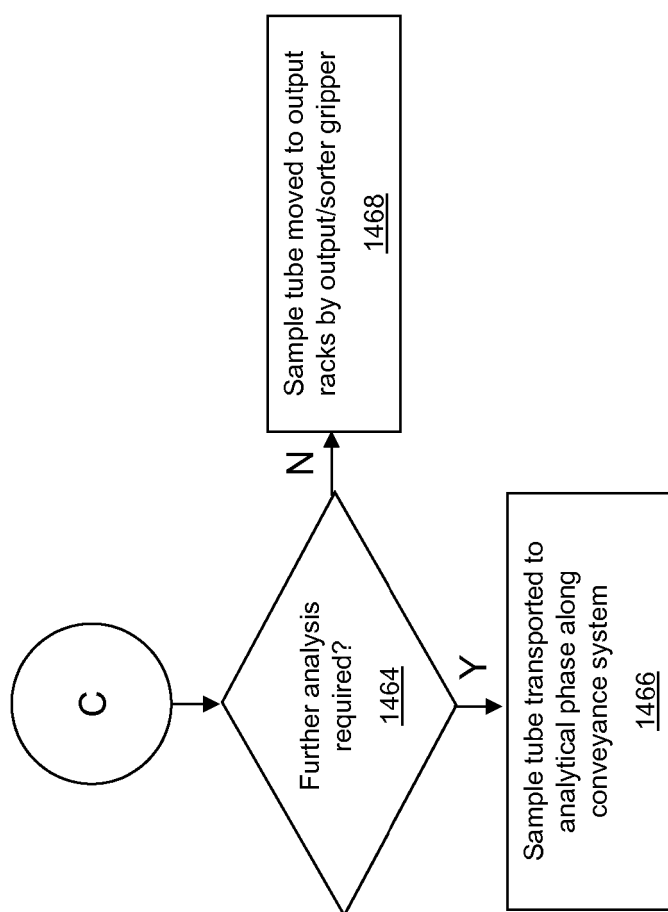 C
Further analysis
required?
1464
N
Sample tube moved to output
racks by output/sorter gripper
1468
Y
Sample tube transported to
analytical phase along
conveyance system
1466